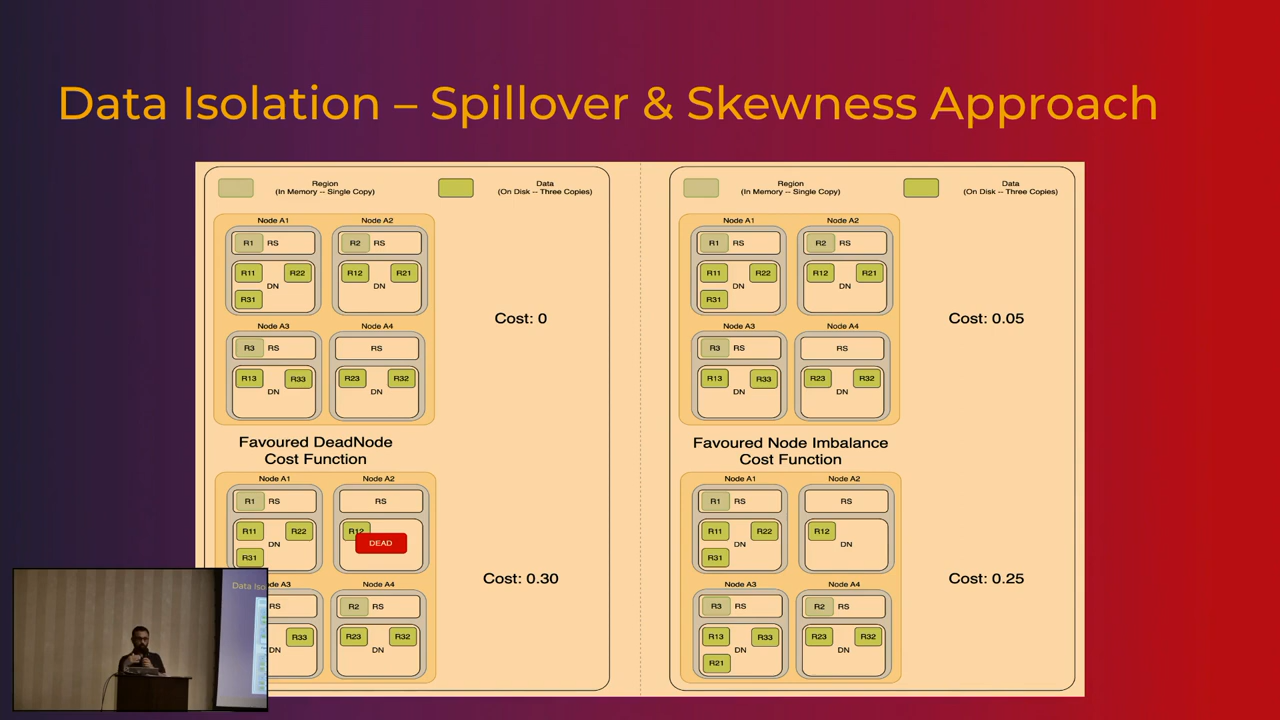 Data Isolation – Spillover & Skewness Approach
Region
(In Memory -- Single Copy)
Data
(On Disk -- Three Copies)
Node A1
Node A2
R1 RS
R2 RS
R11 R22
DN
R31
R12 R21
DN
Node A3
Node A4
R3 RS
RS
R13 R33
DN
R23 R32
DN
Cost: 0
Favoured DeadNode
Cost Function
Node A1
Node A2
R1 RS
RS
R11 R22
DN
R31
R12
DEAD
de A3
Node A4
RS
R2 RS
R33
DN
R23 R32
DN
Cost: 0.30
Region
(In Memory -- Single Copy)
Data
(On Disk -- Three Copies)
Node A1
Node A2
R1 RS
R2 RS
R11 R22
DN
R31
R12 R21
DN
Node A3
Node A4
R3 RS
RS
R13 R33
DN
R23 R32
DN
Cost: 0.05
Favoured Node Imbalance
Cost Function
Node A1
Node A2
R1 RS
RS
R11 R22
DN
R31
R12
DN
Node A3
Node A4
R3 RS
R2 RS
R13 R33
DN
R21
R23 R32
DN
Cost: 0.25
Data Iso